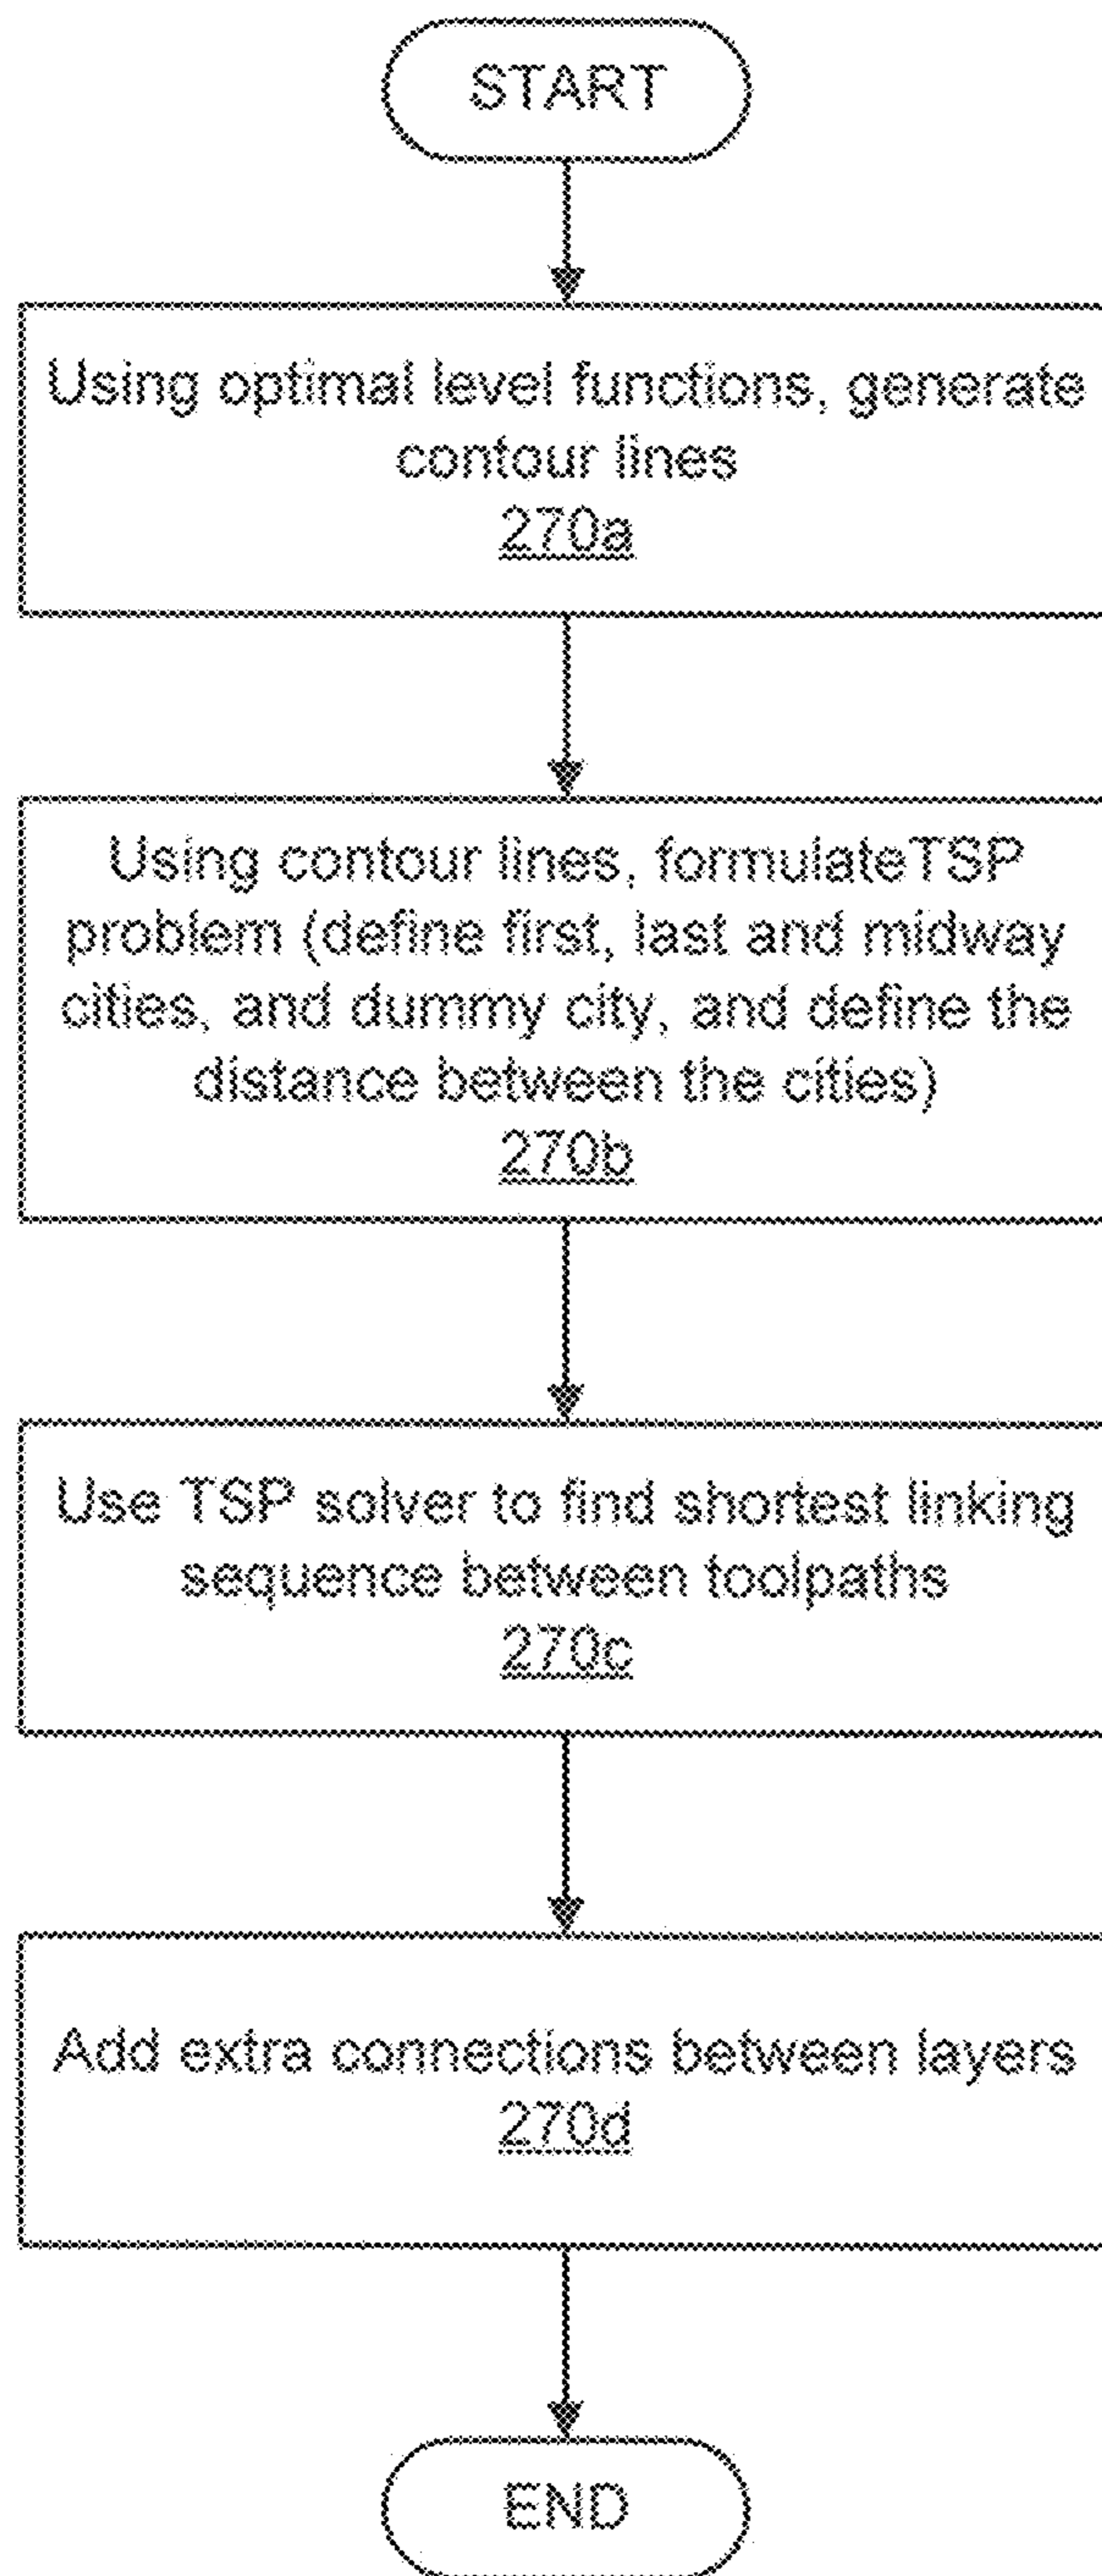 START
Using optimal level functions, generate
contour lines
270a
Using contour lines, formulateTSP
problem (define first, last and midway
cities, and dummy city, and define the
distance between the cities)
270b
Use TSP solver to find shortest linking
sequence between toolpaths
270c
Add extra connections between layers
270d
END